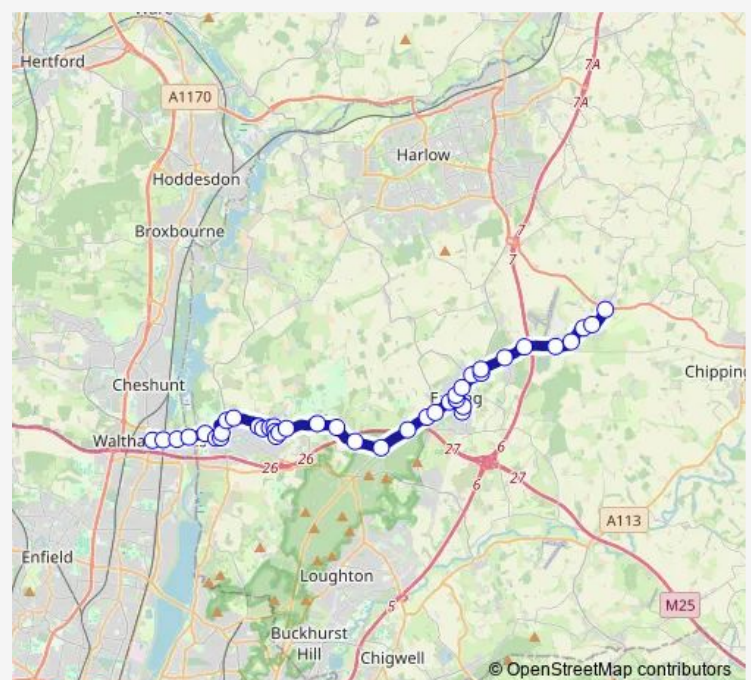 Hertford
A1170
7A
7A
Harlow
Hoddesdon
Broxbourne
7
7
Cheshunt
Chipping
26
26
27
6
6
27
A113
Enfield
Loughton
5
M25
Buckhurst
Hill
Chigwell
© OpenStreetMap contributors